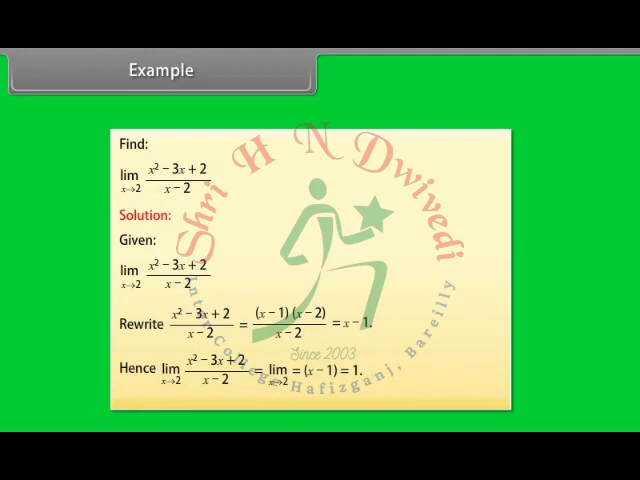 Example
Find:
lim x→2 (x² − 3x + 2)/(x − 2)
Solution:
Given:
lim x→2 (x² − 3x + 2)/(x − 2)
Rewrite (x² − 3x + 2)/(x − 2) = (x − 1)(x − 2)/(x − 2) = x − 1.
Hence lim x→2 (x² − 3x + 2)/(x − 2) = lim x→2 = (x − 1) = 1.
Shri H N Dwivedi
Inter College Hafizganj, Bareilly
Since 2003